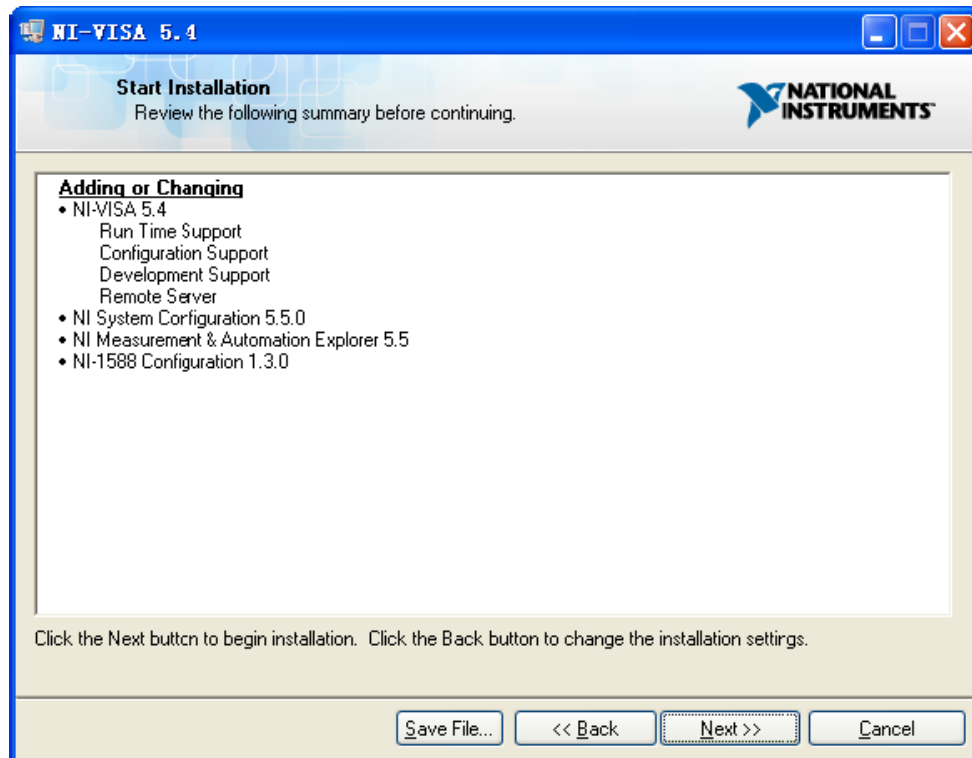 NI-VISA 5.4
Start Installation
Review the following summary before continuing.
NATIONAL
INSTRUMENTS™
Adding or Changing
• NI-VISA 5.4
Run Time Support
Configuration Support
Development Support
Remote Server
• NI System Configuration 5.5.0
• NI Measurement & Automation Explorer 5.5
• NI-1588 Configuration 1.3.0
Click the Next button to begin installation.  Click the Back button to change the installation settings.
Save File...
<< Back
Next >>
Cancel